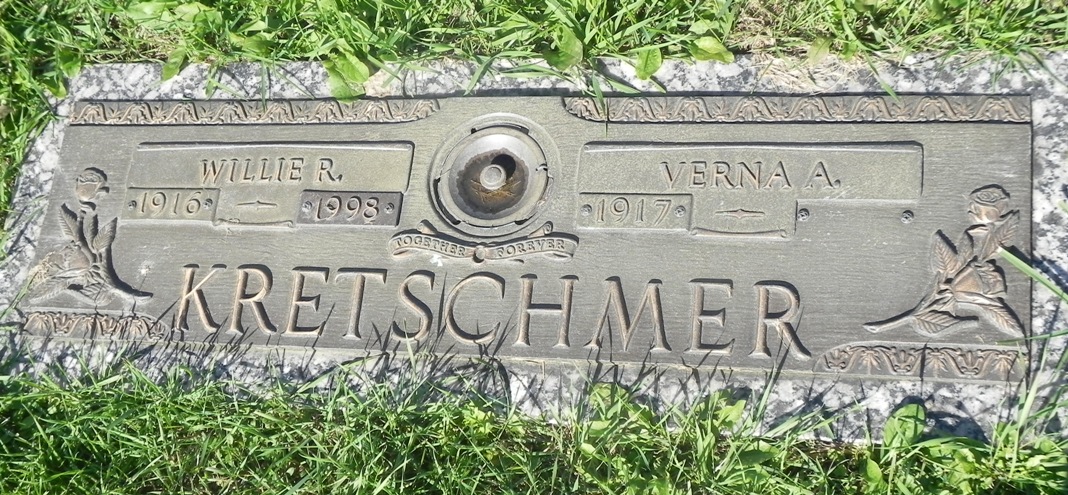 WILLIE R.
1916 - 1998
VERNA A.
1917 -
TOGETHER FOREVER
KRETSCHMER